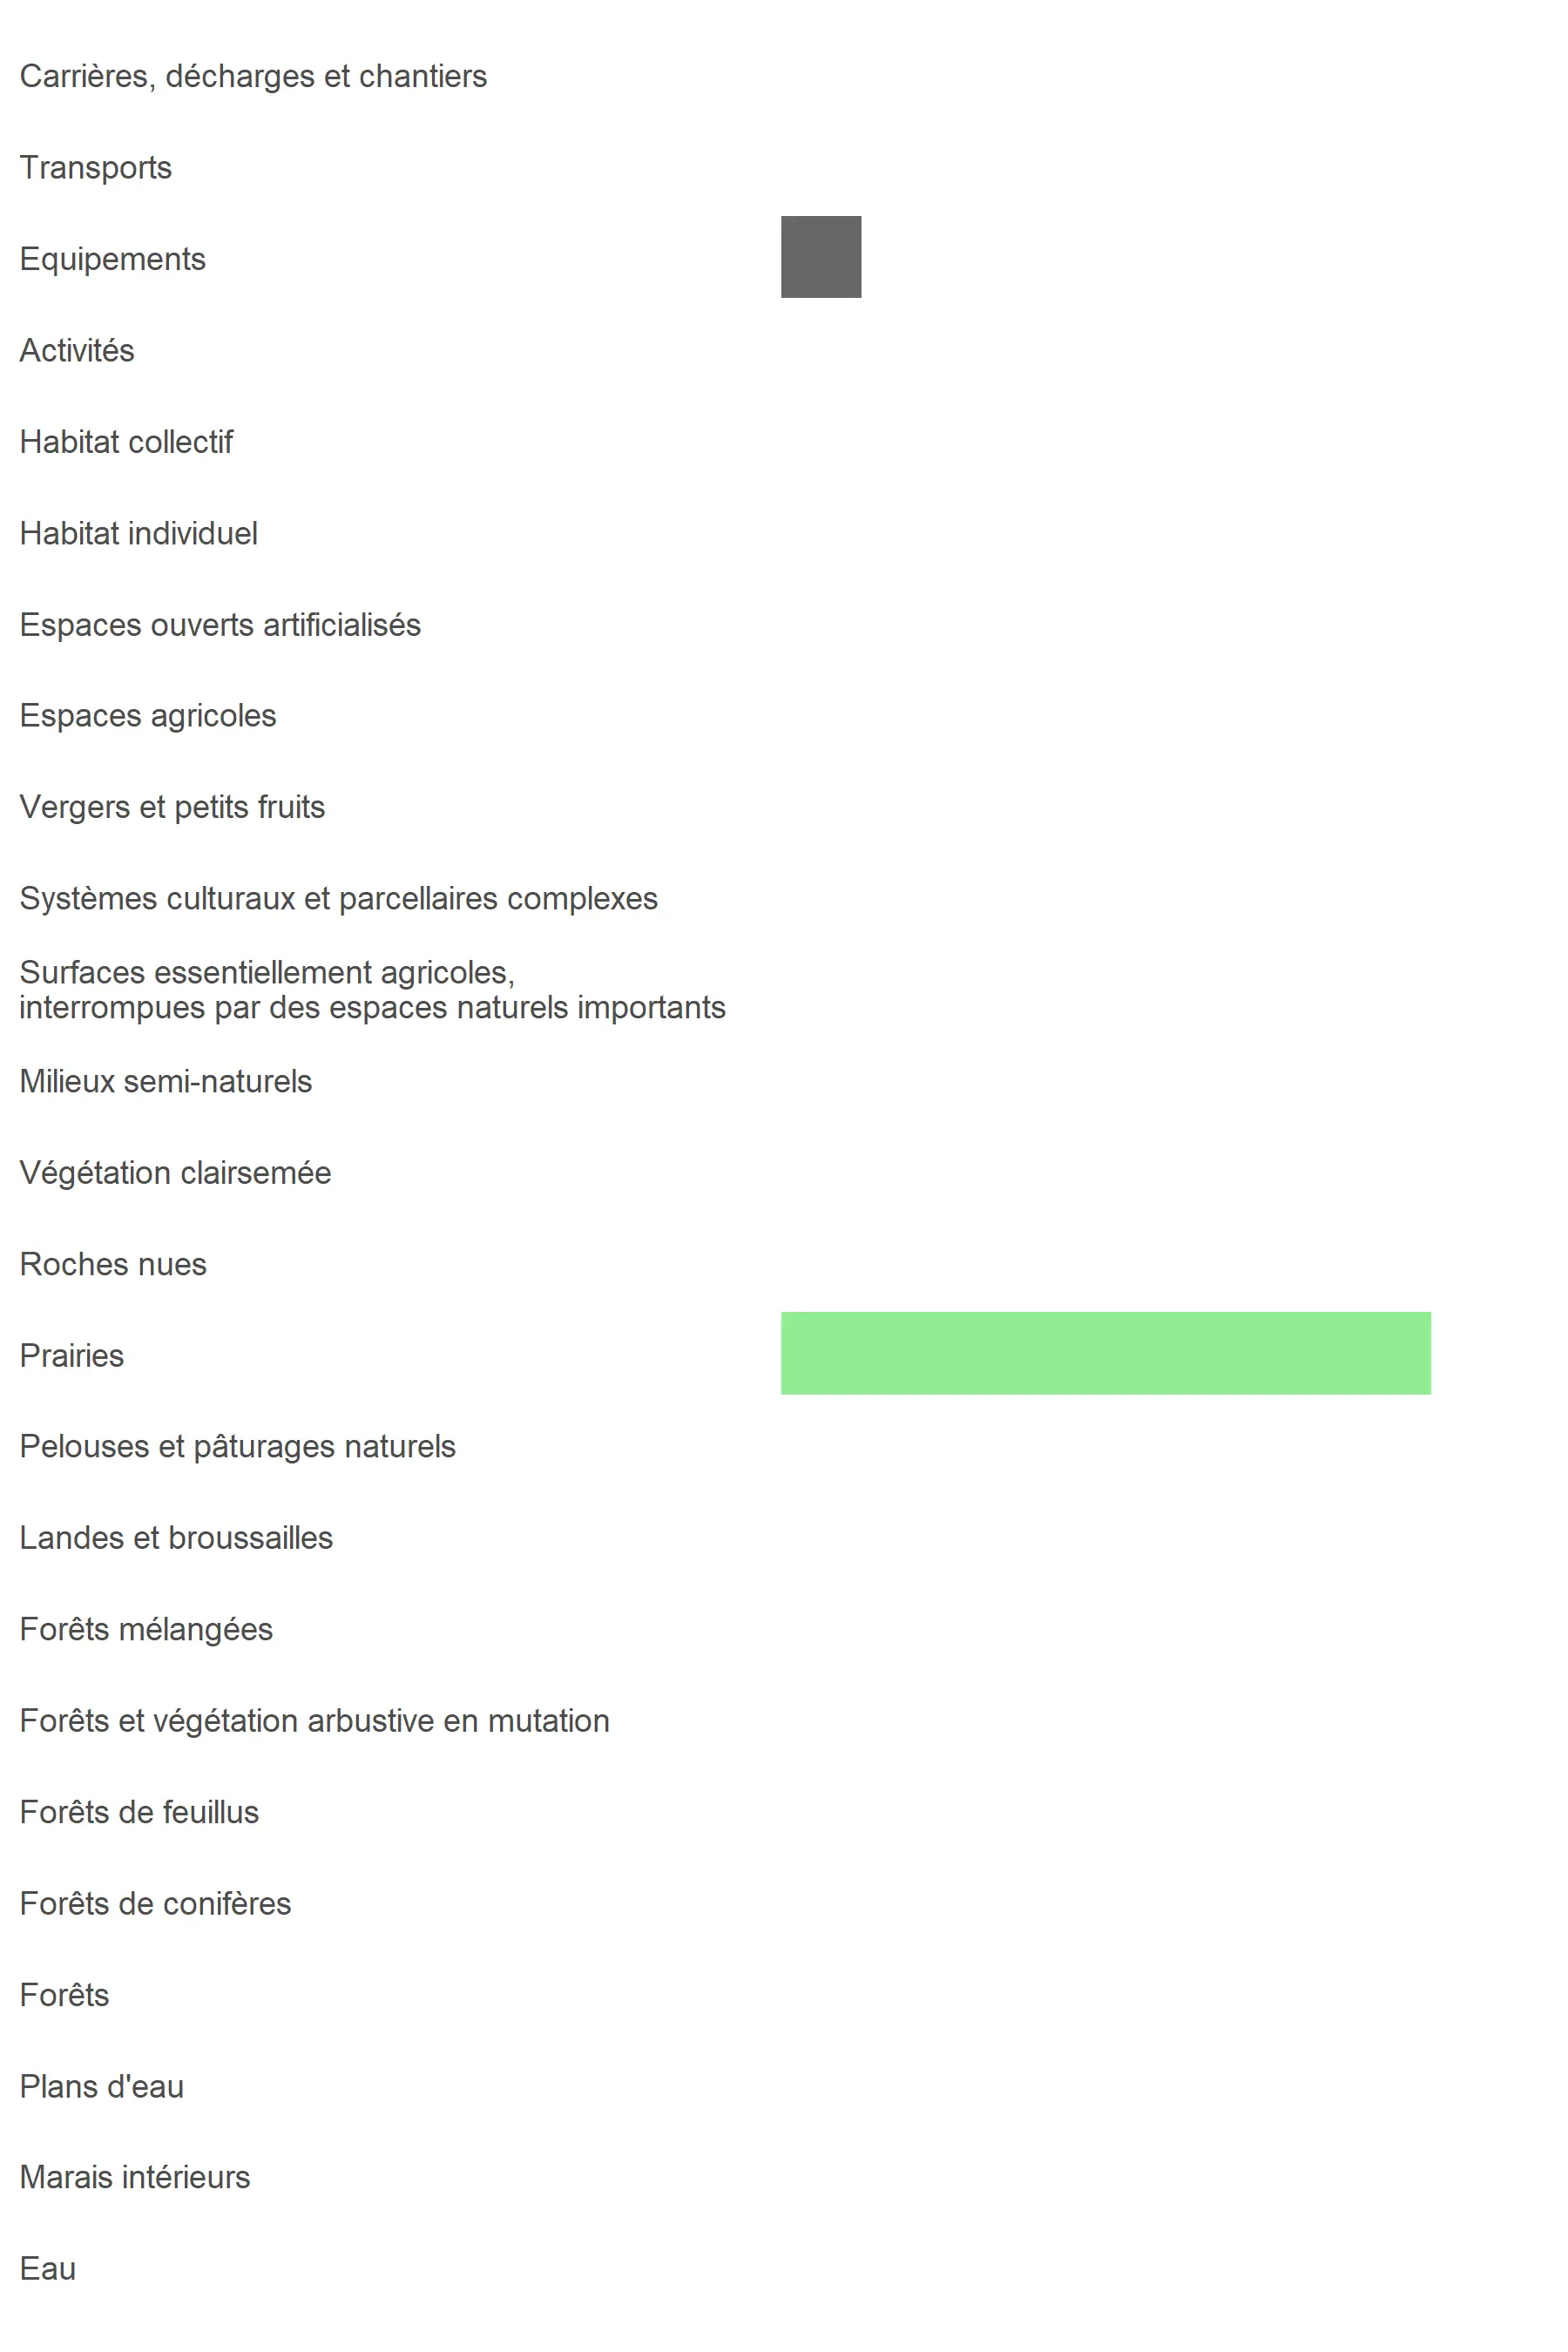 Carrières, décharges et chantiers
Transports
Equipements
Activités
Habitat collectif
Habitat individuel
Espaces ouverts artificialisés
Espaces agricoles
Vergers et petits fruits
Systèmes culturaux et parcellaires complexes
Surfaces essentiellement agricoles,
interrompues par des espaces naturels importants
Milieux semi-naturels
Végétation clairsemée
Roches nues
Prairies
Pelouses et pâturages naturels
Landes et broussailles
Forêts mélangées
Forêts et végétation arbustive en mutation
Forêts de feuillus
Forêts de conifères
Forêts
Plans d'eau
Marais intérieurs
Eau